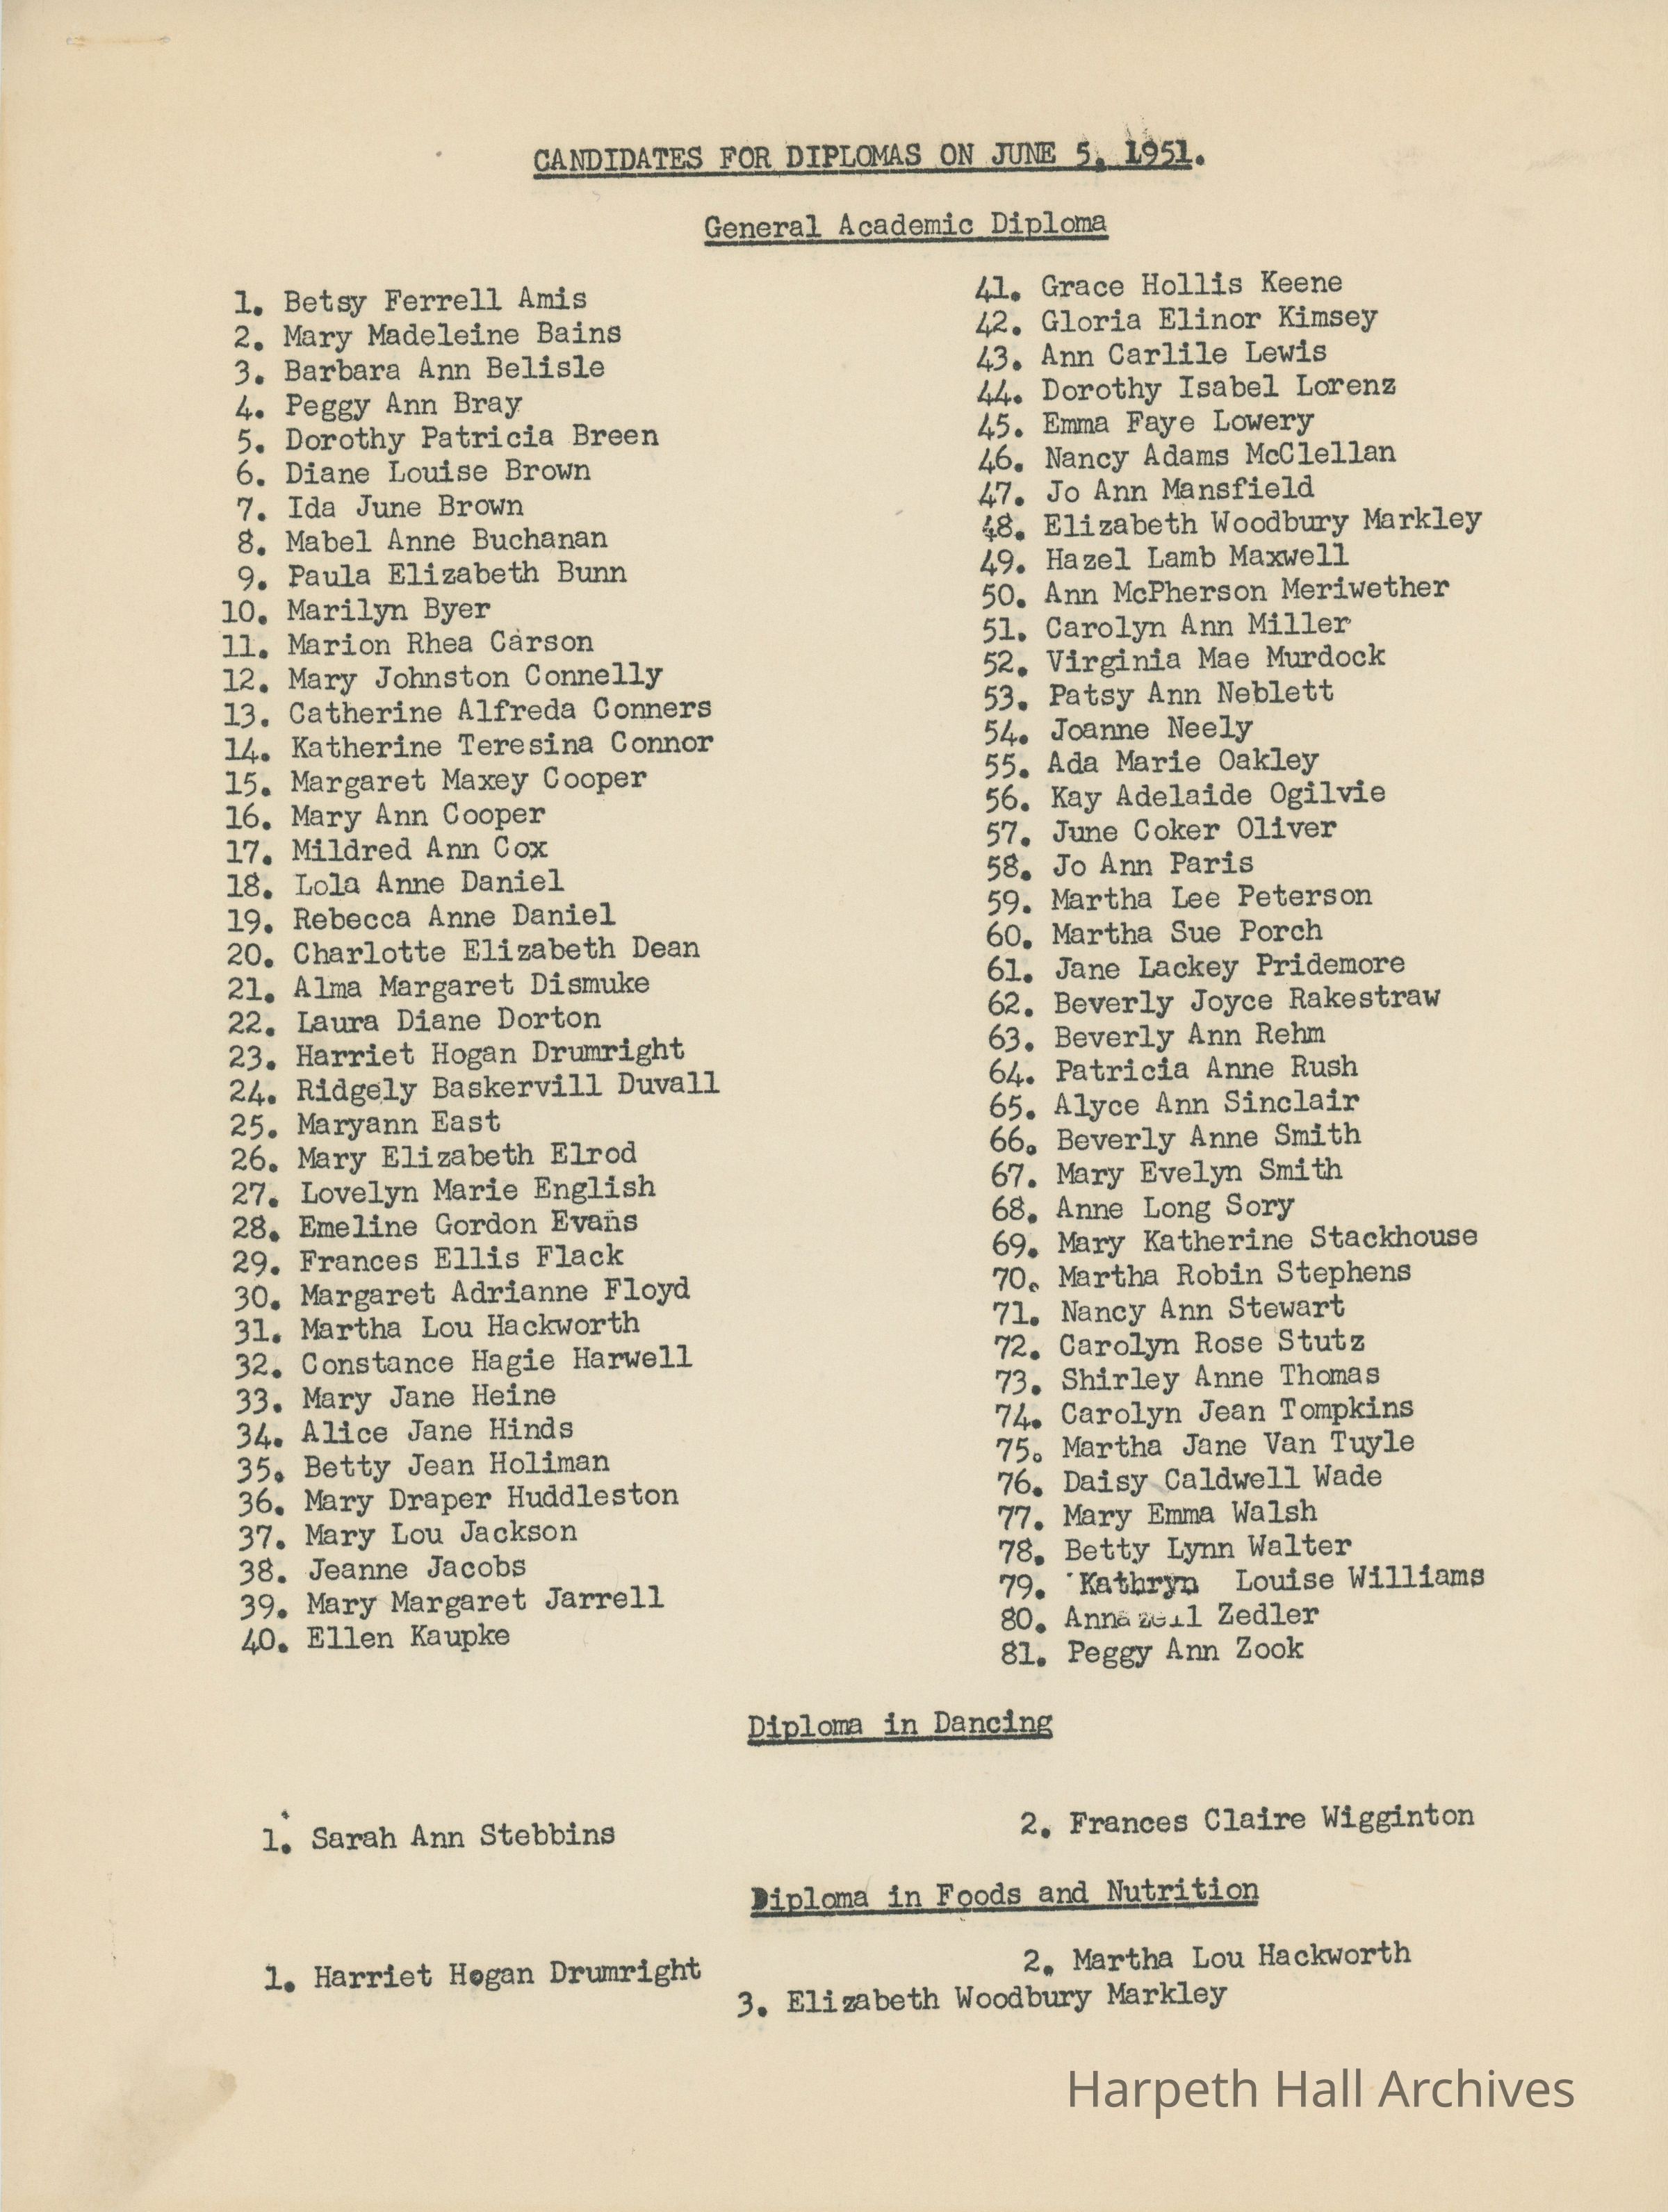 CANDIDATES FOR DIPLOMAS ON JUNE 5, 1951.
General Academic Diploma
1. Betsy Ferrell Amis
2. Mary Madeleine Bains
3. Barbara Ann Belisle
4. Peggy Ann Bray
5. Dorothy Patricia Breen
6. Diane Louise Brown
7. Ida June Brown
8. Mabel Anne Buchanan
9. Paula Elizabeth Bunn
10. Marilyn Byer
11. Marion Rhea Carson
12. Mary Johnston Connelly
13. Catherine Alfreda Conners
14. Katherine Teresina Connor
15. Margaret Maxey Cooper
16. Mary Ann Cooper
17. Mildred Ann Cox
18. Lola Anne Daniel
19. Rebecca Anne Daniel
20. Charlotte Elizabeth Dean
21. Alma Margaret Dismuke
22. Laura Diane Dorton
23. Harriet Hogan Drumright
24. Ridgely Baskervill Duvall
25. Maryann East
26. Mary Elizabeth Elrod
27. Lovelyn Marie English
28. Emeline Gordon Evans
29. Frances Ellis Flack
30. Margaret Adrianne Floyd
31. Martha Lou Hackworth
32. Constance Hagie Harwell
33. Mary Jane Heine
34. Alice Jane Hinds
35. Betty Jean Holiman
36. Mary Draper Huddleston
37. Mary Lou Jackson
38. Jeanne Jacobs
39. Mary Margaret Jarrell
40. Ellen Kaupke
41. Grace Hollis Keene
42. Gloria Elinor Kimsey
43. Ann Carlile Lewis
44. Dorothy Isabel Lorenz
45. Emma Faye Lowery
46. Nancy Adams McClellan
47. Jo Ann Mansfield
48. Elizabeth Woodbury Markley
49. Hazel Lamb Maxwell
50. Ann McPherson Meriwether
51. Carolyn Ann Miller
52. Virginia Mae Murdock
53. Patsy Ann Neblett
54. Joanne Neely
55. Ada Marie Oakley
56. Kay Adelaide Ogilvie
57. June Coker Oliver
58. Jo Ann Paris
59. Martha Lee Peterson
60. Martha Sue Porch
61. Jane Lackey Pridemore
62. Beverly Joyce Rakestraw
63. Beverly Ann Rehm
64. Patricia Anne Rush
65. Alyce Ann Sinclair
66. Beverly Anne Smith
67. Mary Evelyn Smith
68. Anne Long Sory
69. Mary Katherine Stackhouse
70. Martha Robin Stephens
71. Nancy Ann Stewart
72. Carolyn Rose Stutz
73. Shirley Anne Thomas
74. Carolyn Jean Tompkins
75. Martha Jane Van Tuyle
76. Daisy Caldwell Wade
77. Mary Emma Walsh
78. Betty Lynn Walter
79. Kathryn Louise Williams
80. Zedler
81. Peggy Ann Zook
Diploma in Dancing
1. Sarah Ann Stebbins
2. Frances Claire Wigginton
Diploma in Foods and Nutrition
1. Harriet Hogan Drumright
2. Martha Lou Hackworth
3. Elizabeth Woodbury Markley
Harpeth Hall Archives